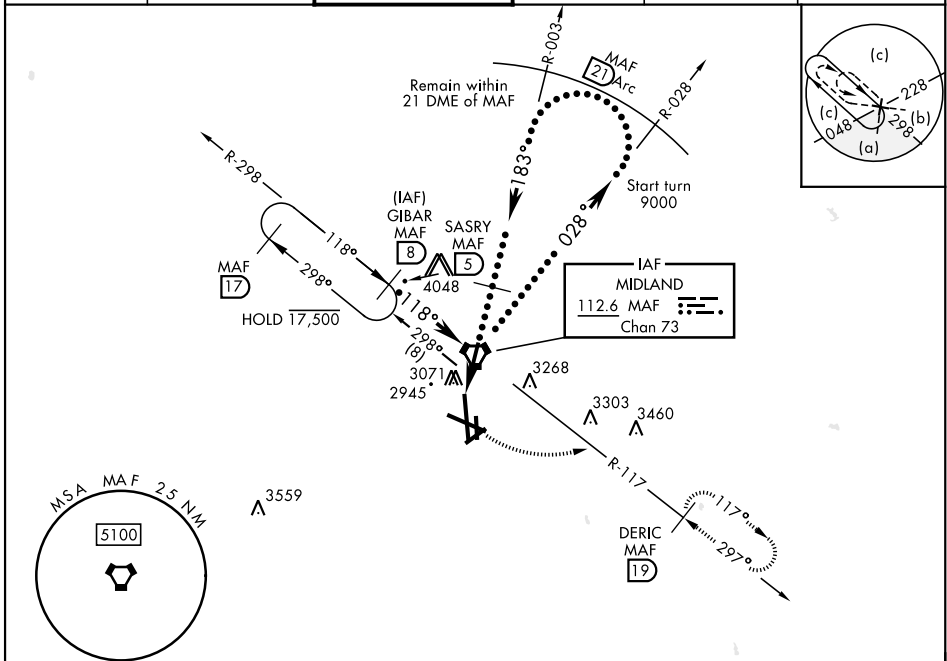 R-003
MAF
21 Arc
Remain within
21 DME of MAF
R-028
183°
028°
Start turn
9000
R-298
(IAF)
GIBAR
MAF
8
SASRY
MAF
5
118°
298°
MAF
17
4048
HOLD 17,500
118°
298°
(8)
IAF
MIDLAND
112.6 MAF
Chan 73
3071
2945
3268
3303
3460
R-117
3559
MSA MAF 25 NM
5100
DERIC
MAF
19
117°
297°
(c)
228
(c)
048
298
(b)
(a)